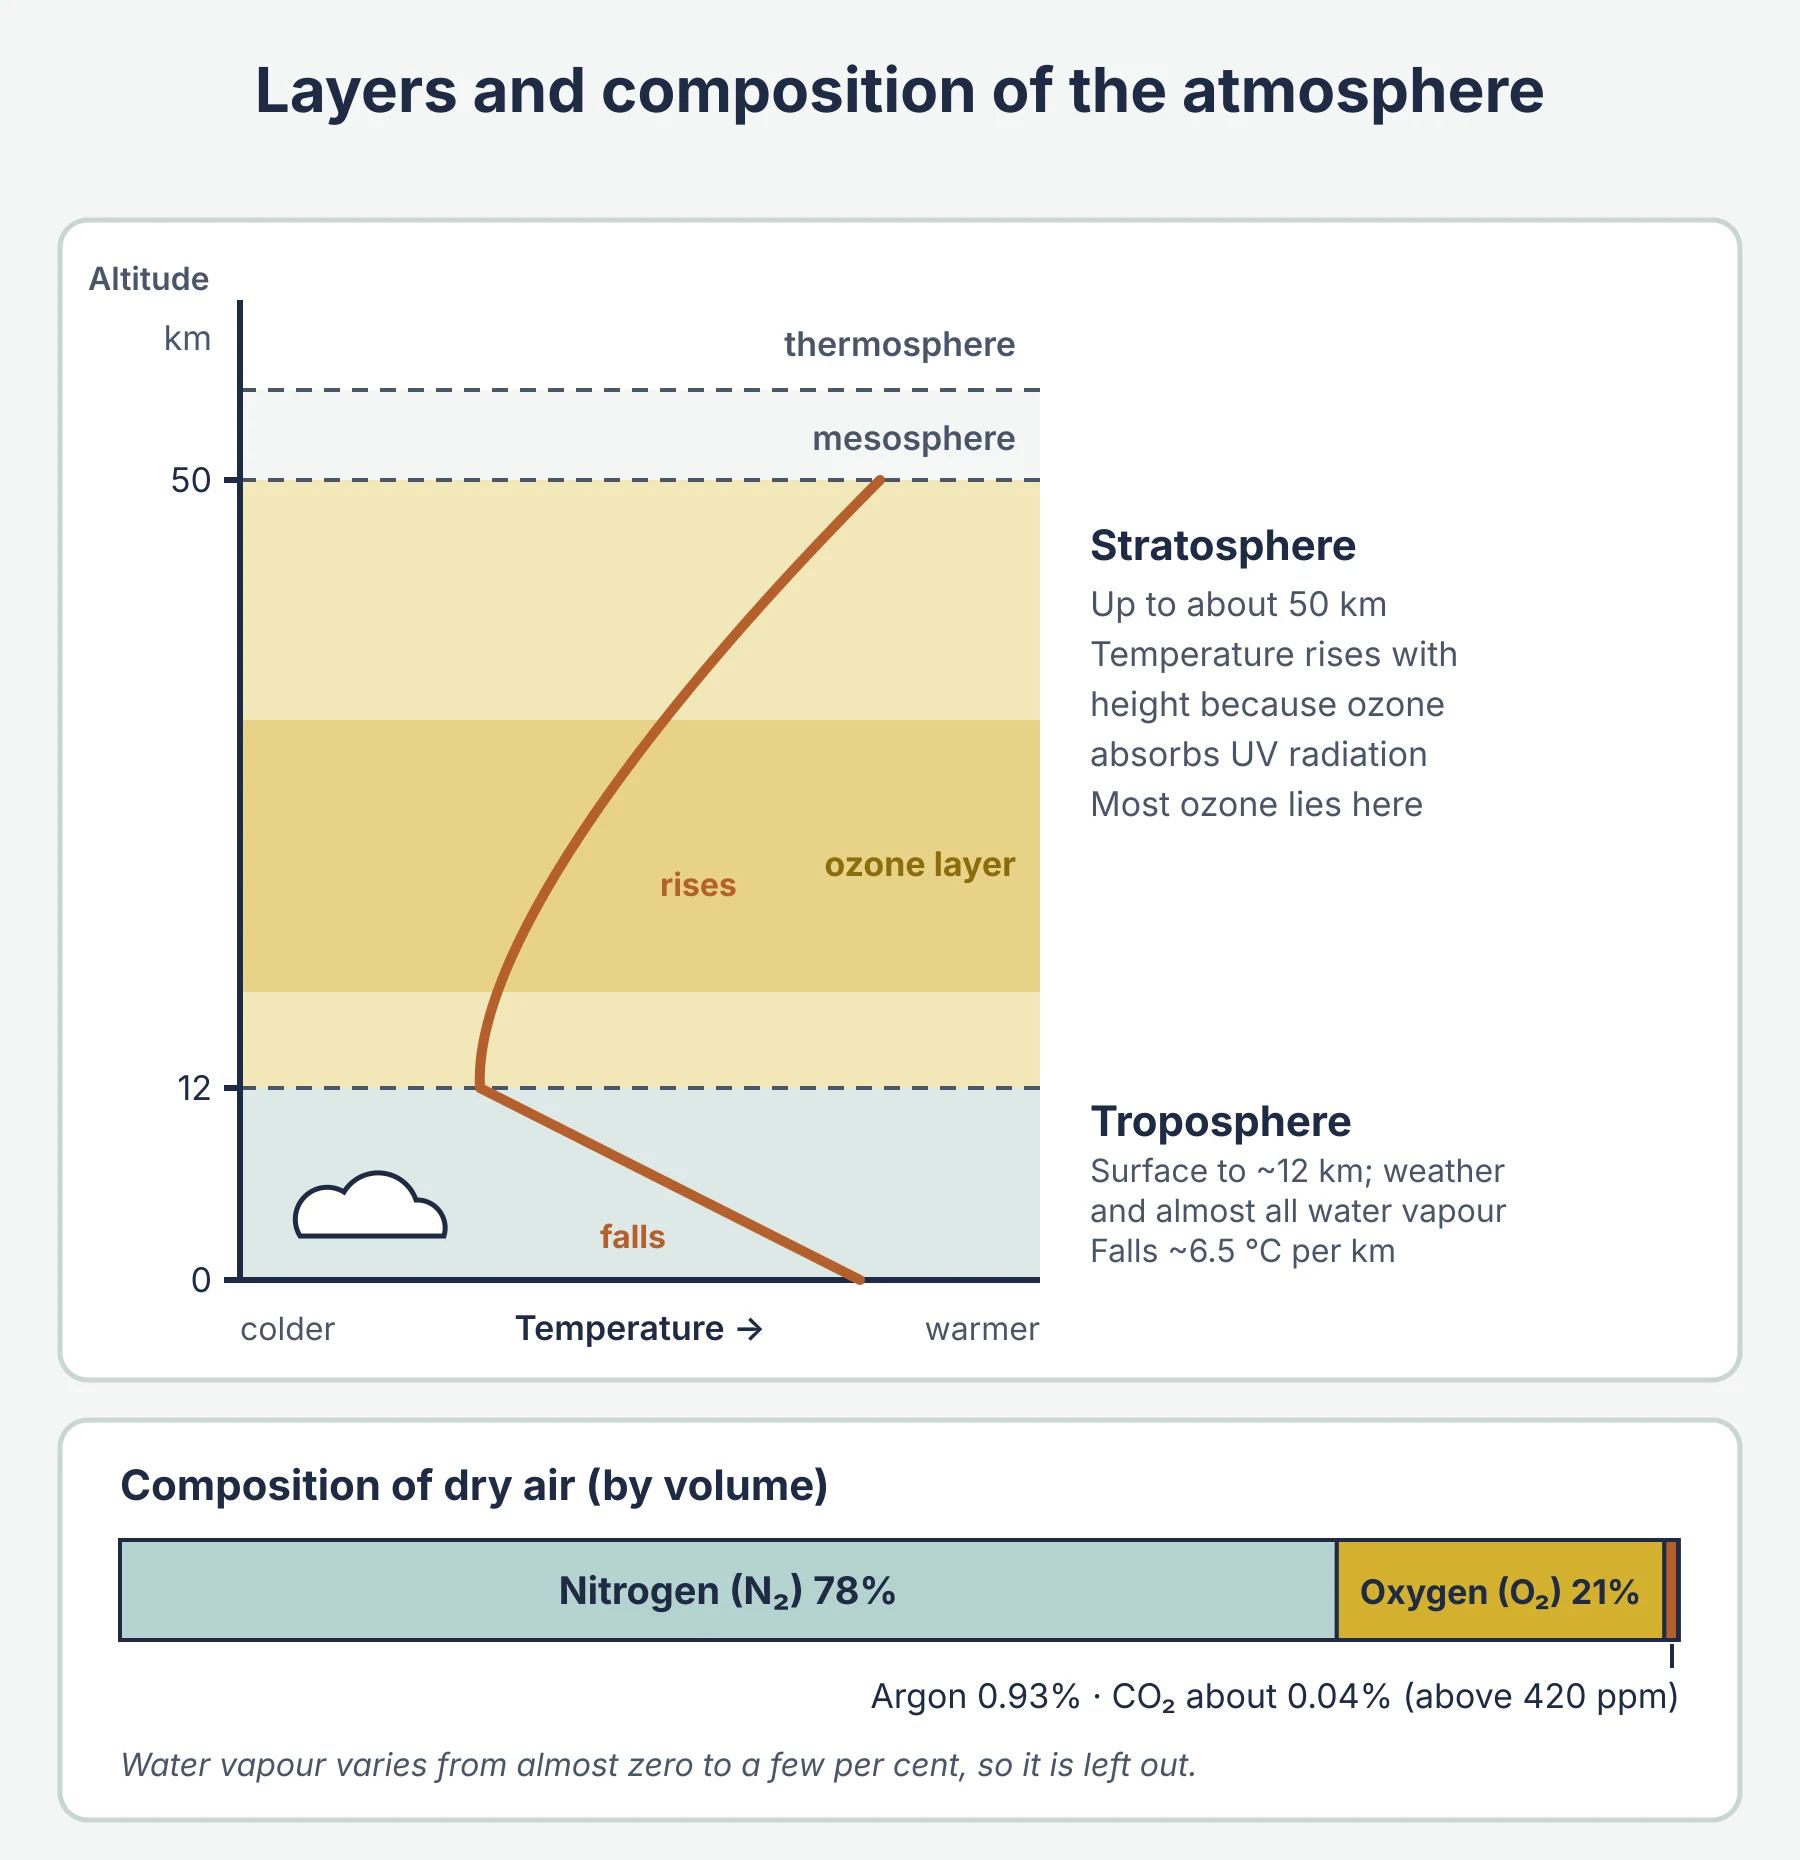 Layers and composition of the atmosphere
Altitude
km
thermosphere
mesosphere
50
Stratosphere
Up to about 50 km
Temperature rises with
height because ozone
absorbs UV radiation
Most ozone lies here
ozone layer
rises
12
Troposphere
Surface to ~12 km; weather
and almost all water vapour
Falls ~6.5 °C per km
falls
0
colder
Temperature →
warmer
Composition of dry air (by volume)
Nitrogen (N₂) 78%
Oxygen (O₂) 21%
Argon 0.93% · CO₂ about 0.04% (above 420 ppm)
Water vapour varies from almost zero to a few per cent, so it is left out.